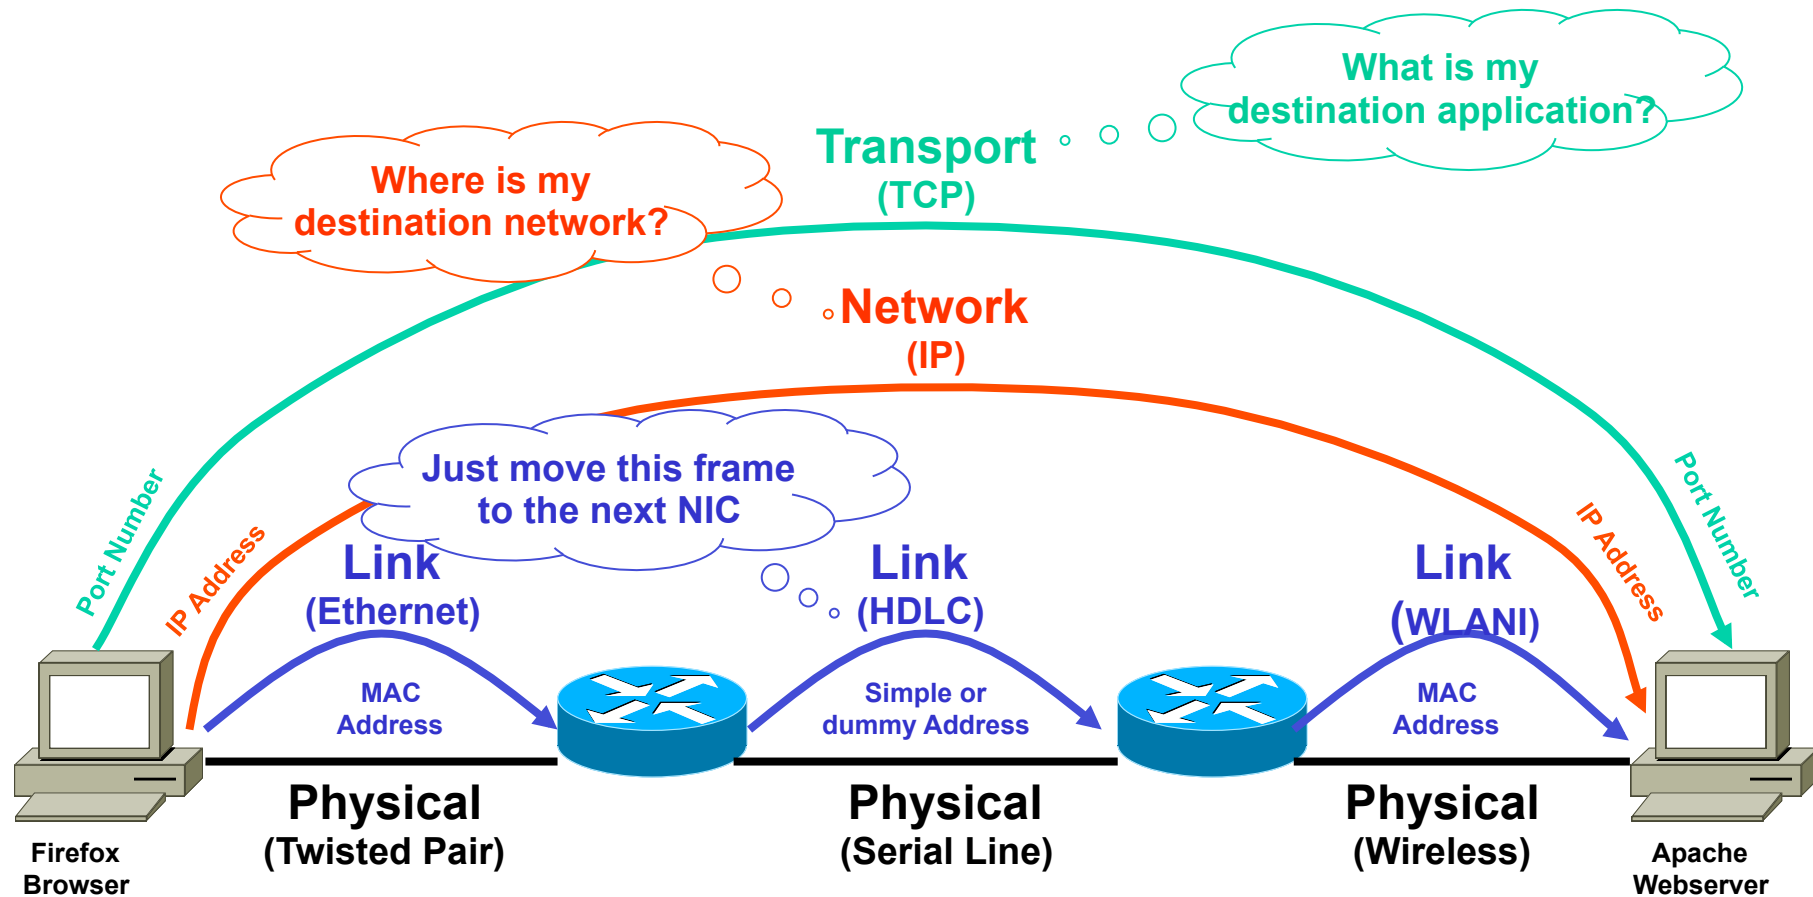 What is my
destination application?
Transport
(TCP)
Where is my
destination network?
Network
(IP)
Just move this frame
to the next NIC
Port Number
IP Address
IP Address
Port Number
Link
(Ethernet)
Link
(HDLC)
Link
(WLANI)
MAC
Address
Simple or
dummy Address
MAC
Address
Physical
(Twisted Pair)
Physical
(Serial Line)
Physical
(Wireless)
Firefox
Browser
Apache
Webserver